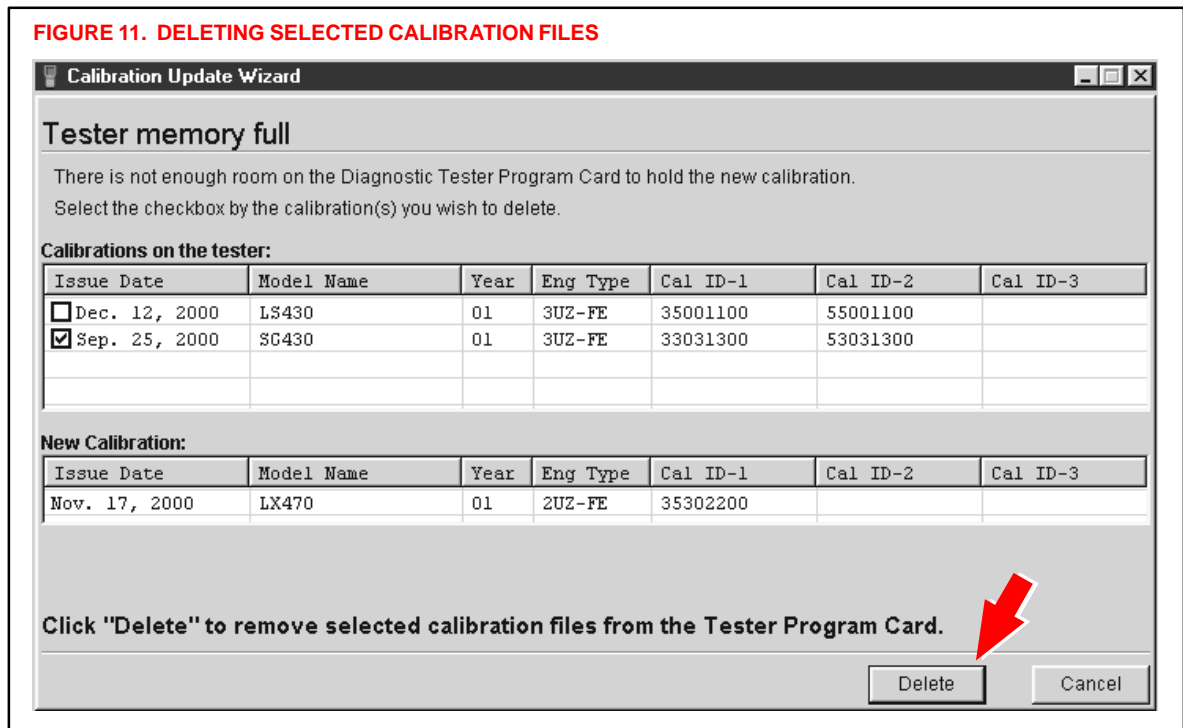 FIGURE 11. DELETING SELECTED CALIBRATION FILES
Calibration Update Wizard
Tester memory full
There is not enough room on the Diagnostic Tester Program Card to hold the new calibration.
Select the checkbox by the calibration(s) you wish to delete.
Calibrations on the tester:
Issue Date Model Name Year Eng Type Cal ID-1 Cal ID-2 Cal ID-3
Dec. 12, 2000 LS430 01 3UZ-FE 35001100 55001100
Sep. 25, 2000 SC430 01 3UZ-FE 33031300 53031300
New Calibration:
Issue Date Model Name Year Eng Type Cal ID-1 Cal ID-2 Cal ID-3
Nov. 17, 2000 LX470 01 2UZ-FE 35302200
Click "Delete" to remove selected calibration files from the Tester Program Card.
Delete Cancel